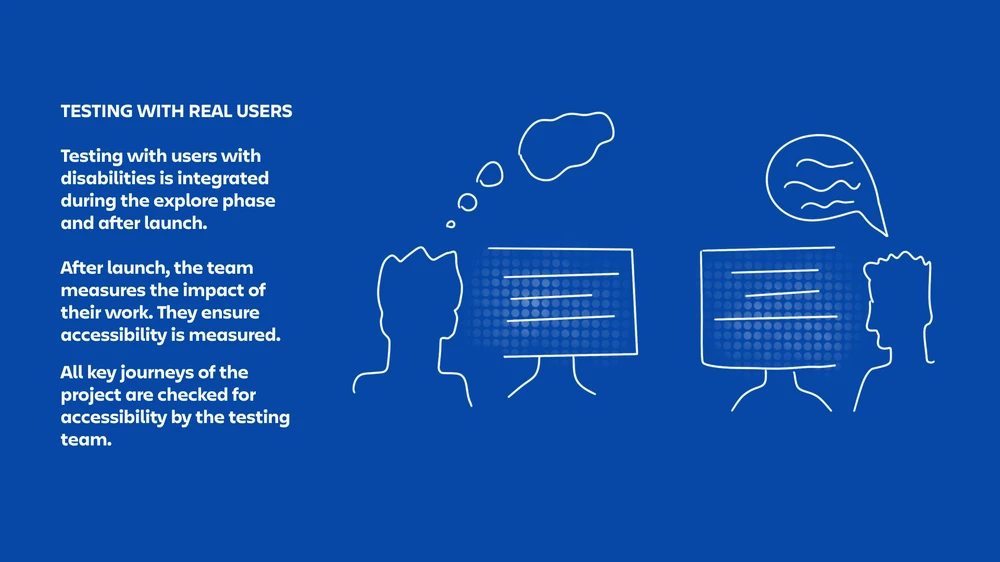 TESTING WITH REAL USERS
Testing with users with
disabilities is integrated
during the explore phase
and after launch.
After launch, the team
measures the impact of
their work. They ensure
accessibility is measured.
All key journeys of the
project are checked for
accessibility by the testing
team.